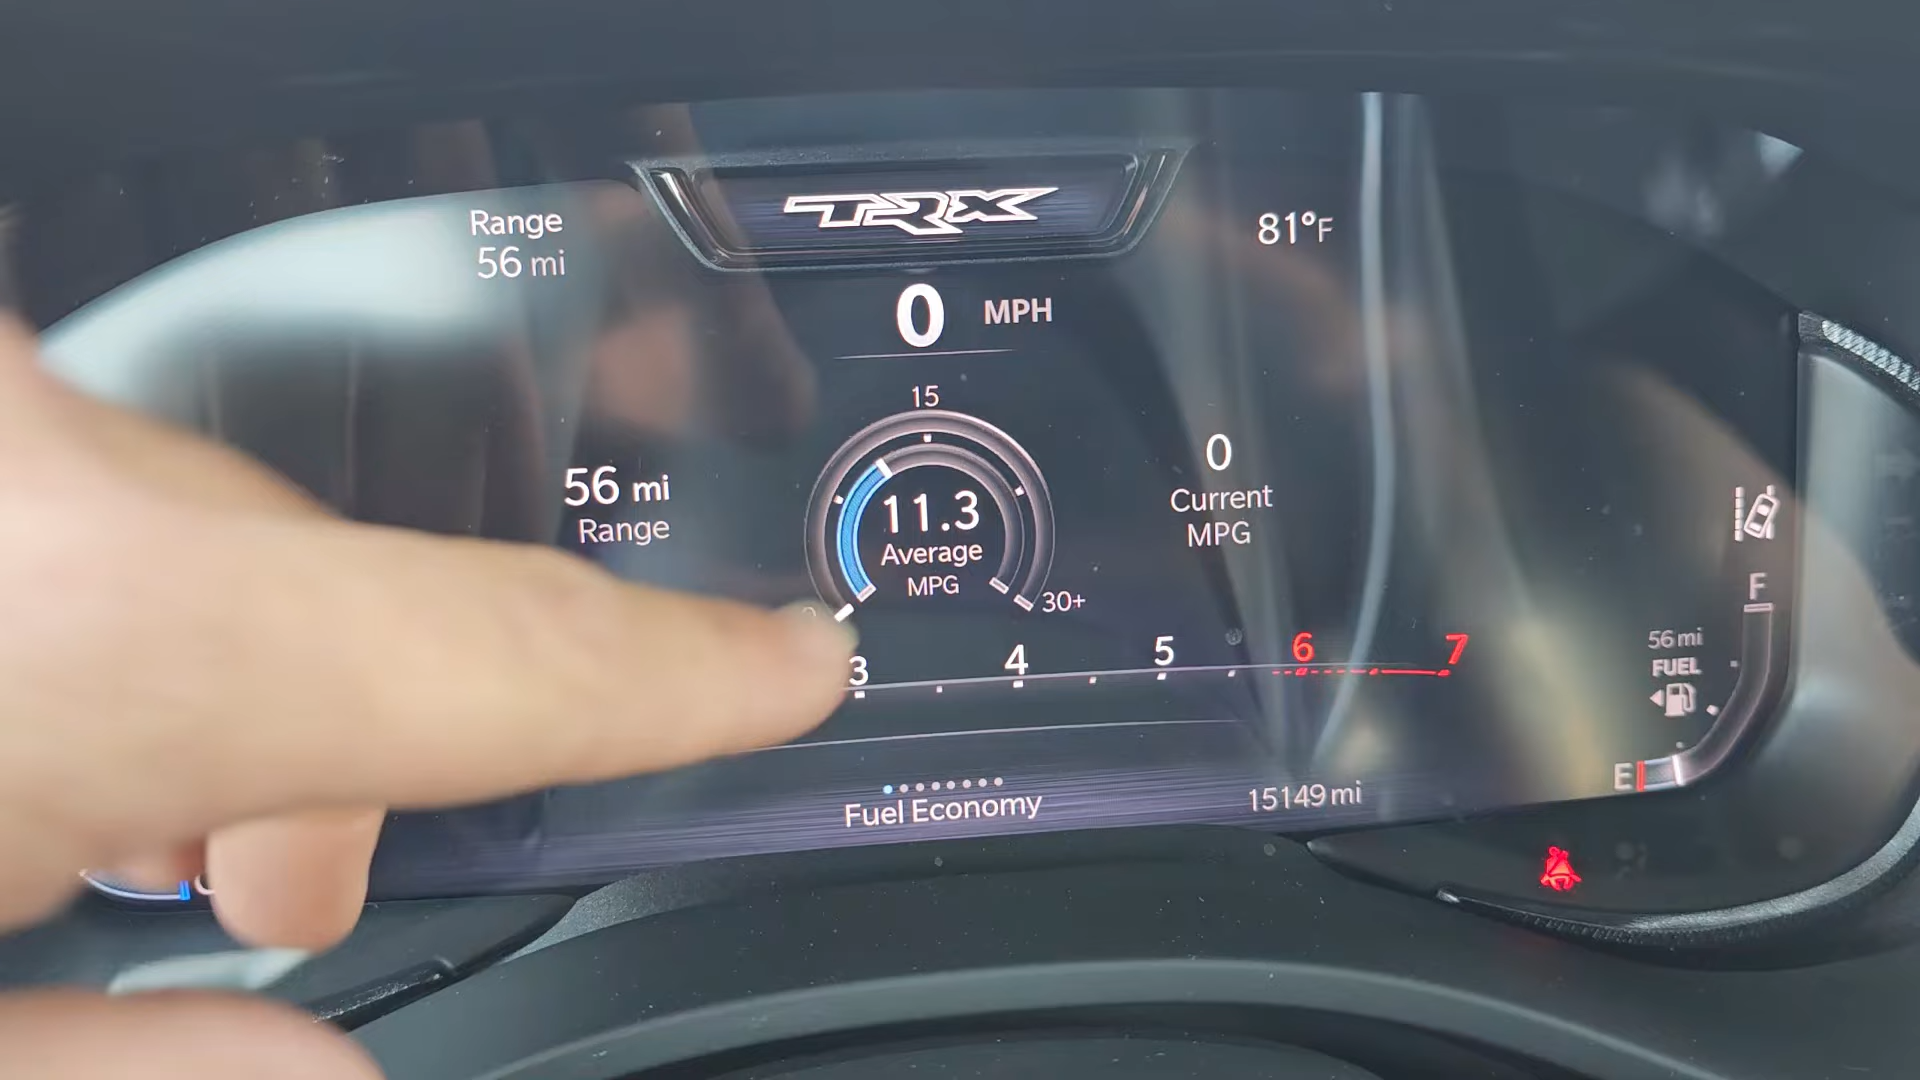 TRX
Range
56 mi
81°F
0 MPH
15
56 mi
Range
11.3
Average
MPG
0
Current
MPG
30+
3 4 5 6 7
F
56 mi
FUEL
E
Fuel Economy
15149 mi